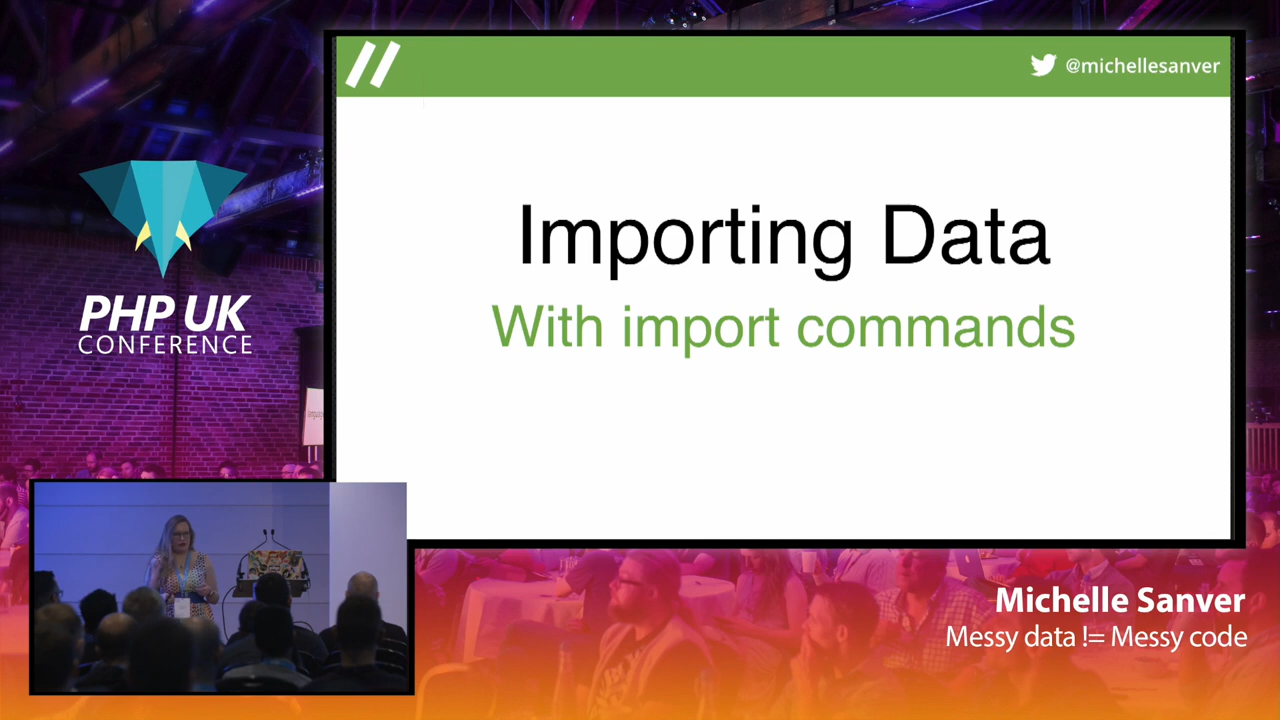 @michellesanver
Importing Data
With import commands
PHP UK
CONFERENCE
Michelle Sanver
Messy data != Messy code